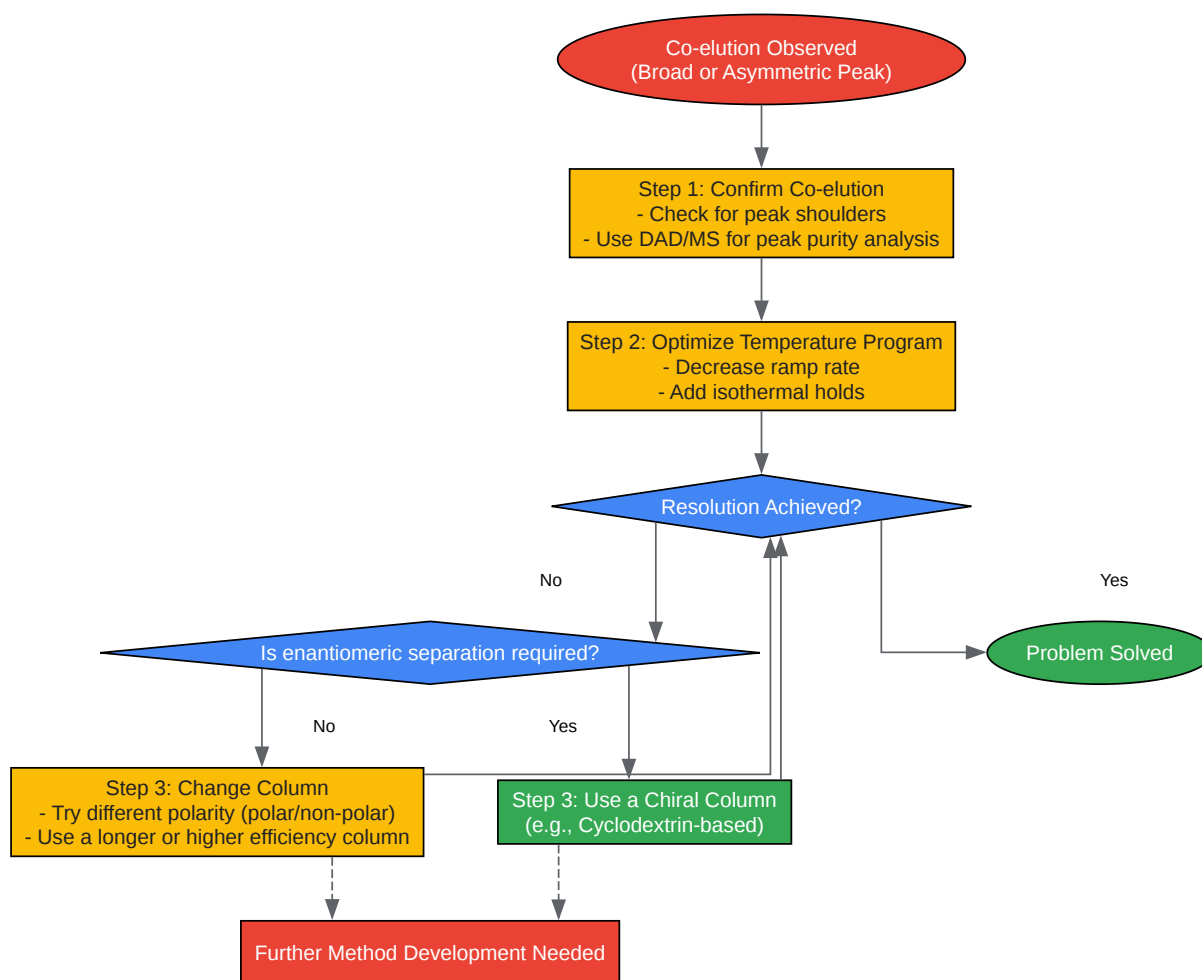 Co-elution Observed
(Broad or Asymmetric Peak)
Step 1: Confirm Co-elution
- Check for peak shoulders
- Use DAD/MS for peak purity analysis
Step 2: Optimize Temperature Program
- Decrease ramp rate
- Add isothermal holds
Resolution Achieved?
No
Yes
Is enantiomeric separation required?
Problem Solved
No
Yes
Step 3: Change Column
- Try different polarity (polar/non-polar)
- Use a longer or higher efficiency column
Step 3: Use a Chiral Column
(e.g., Cyclodextrin-based)
Further Method Development Needed